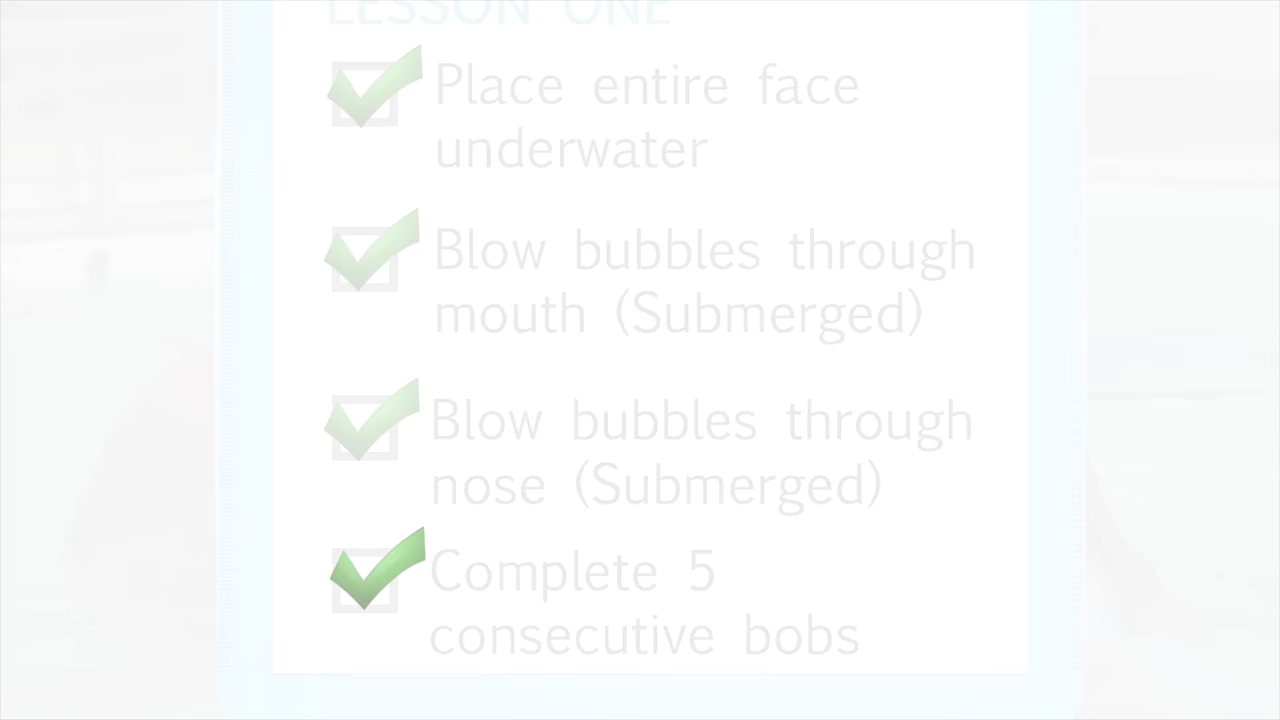 LESSON ONE
Place entire face
underwater
Blow bubbles through
mouth (Submerged)
Blow bubbles through
nose (Submerged)
Complete 5
consecutive bobs